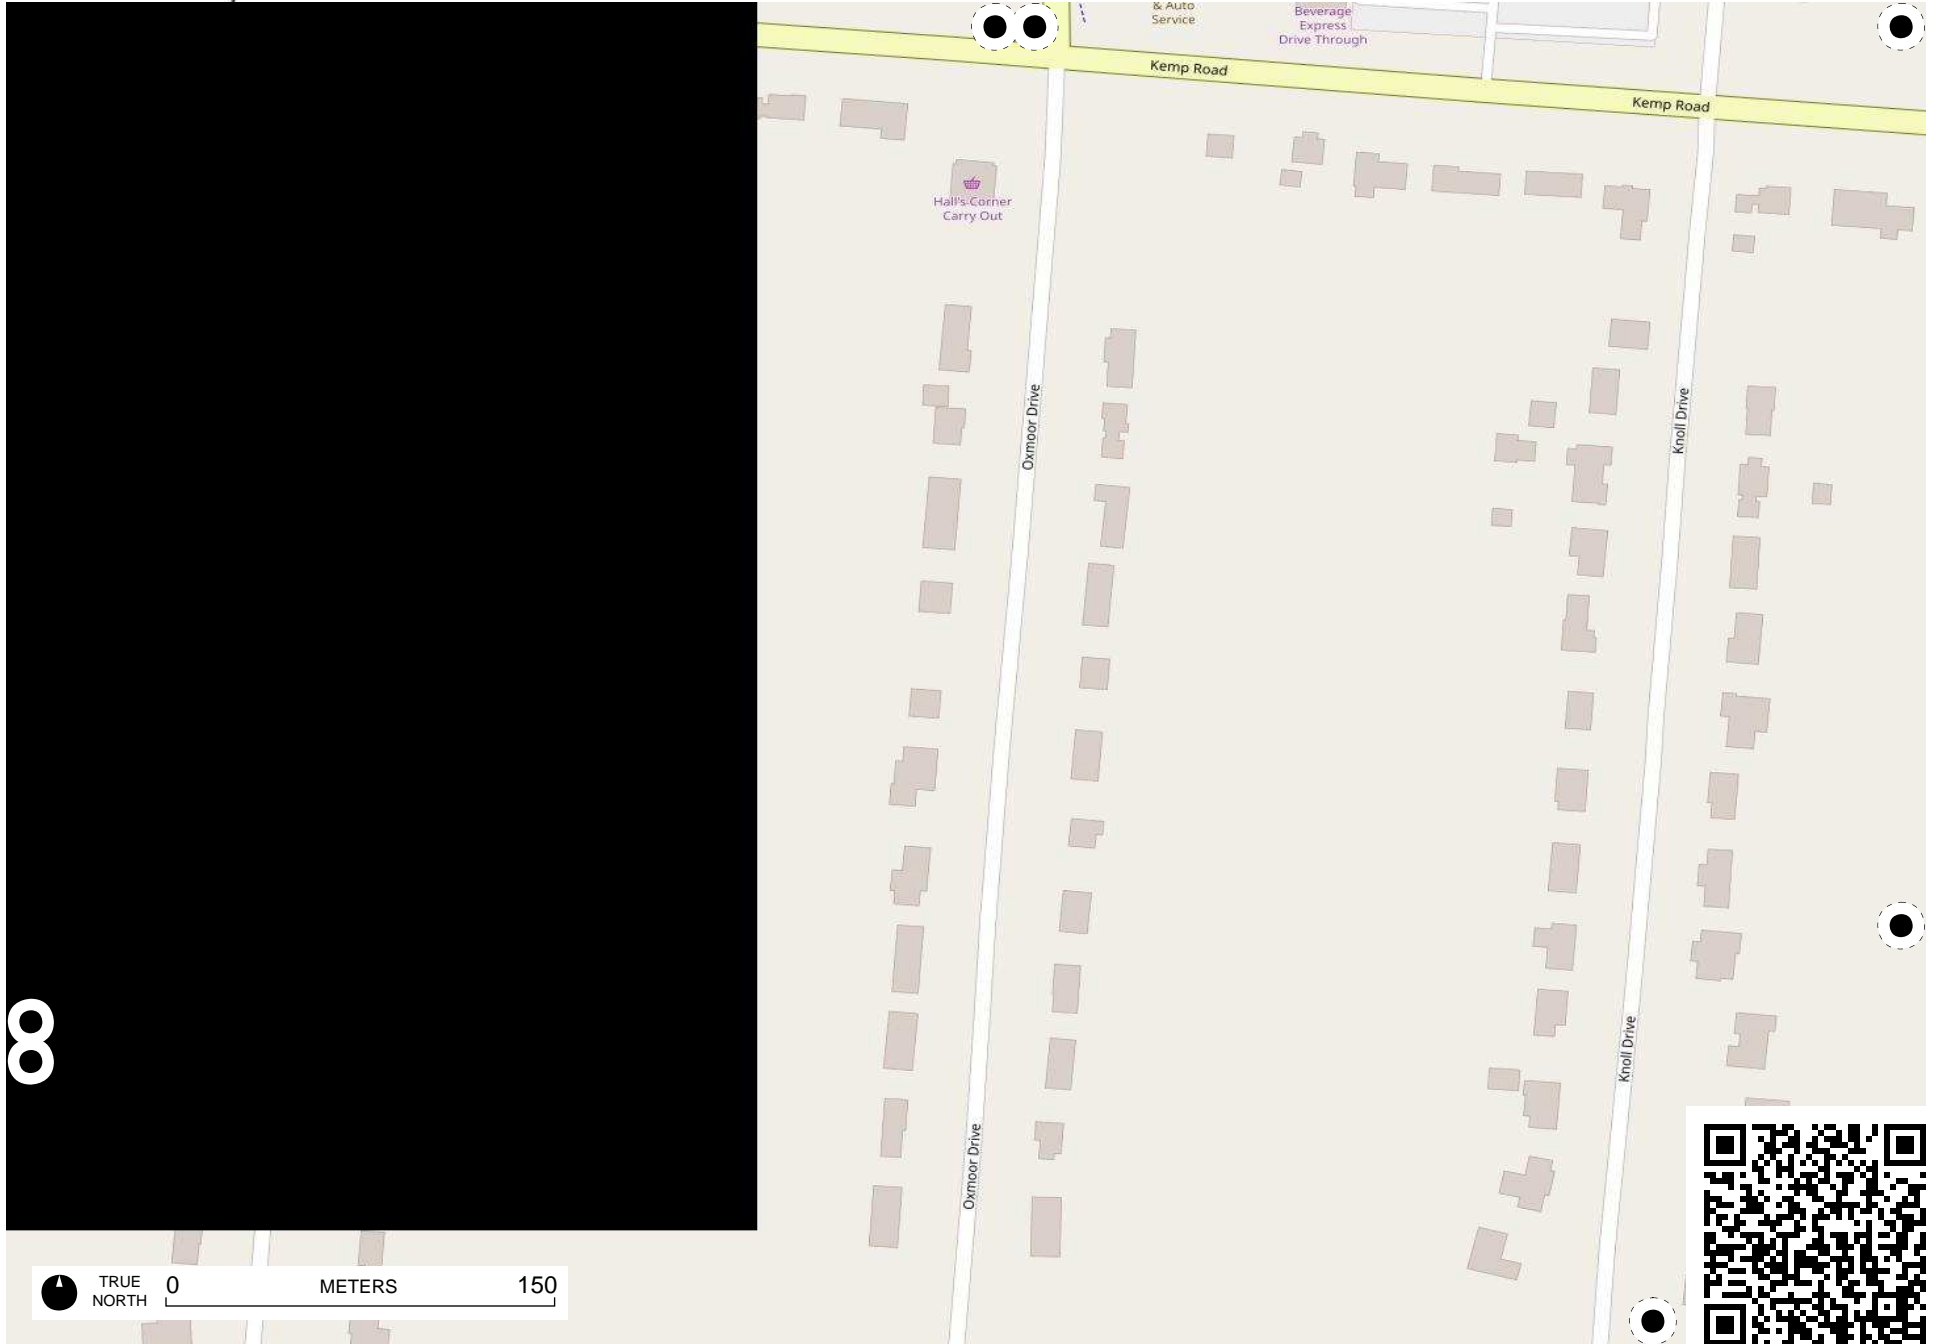 & Auto
Service
Beverage
Express
Drive Through
Kemp Road
Kemp Road
Hall's Corner
Carry Out
Oxmoor Drive
Knoll Drive
Knoll Drive
Oxmoor Drive
8
TRUE
NORTH
0 METERS 150